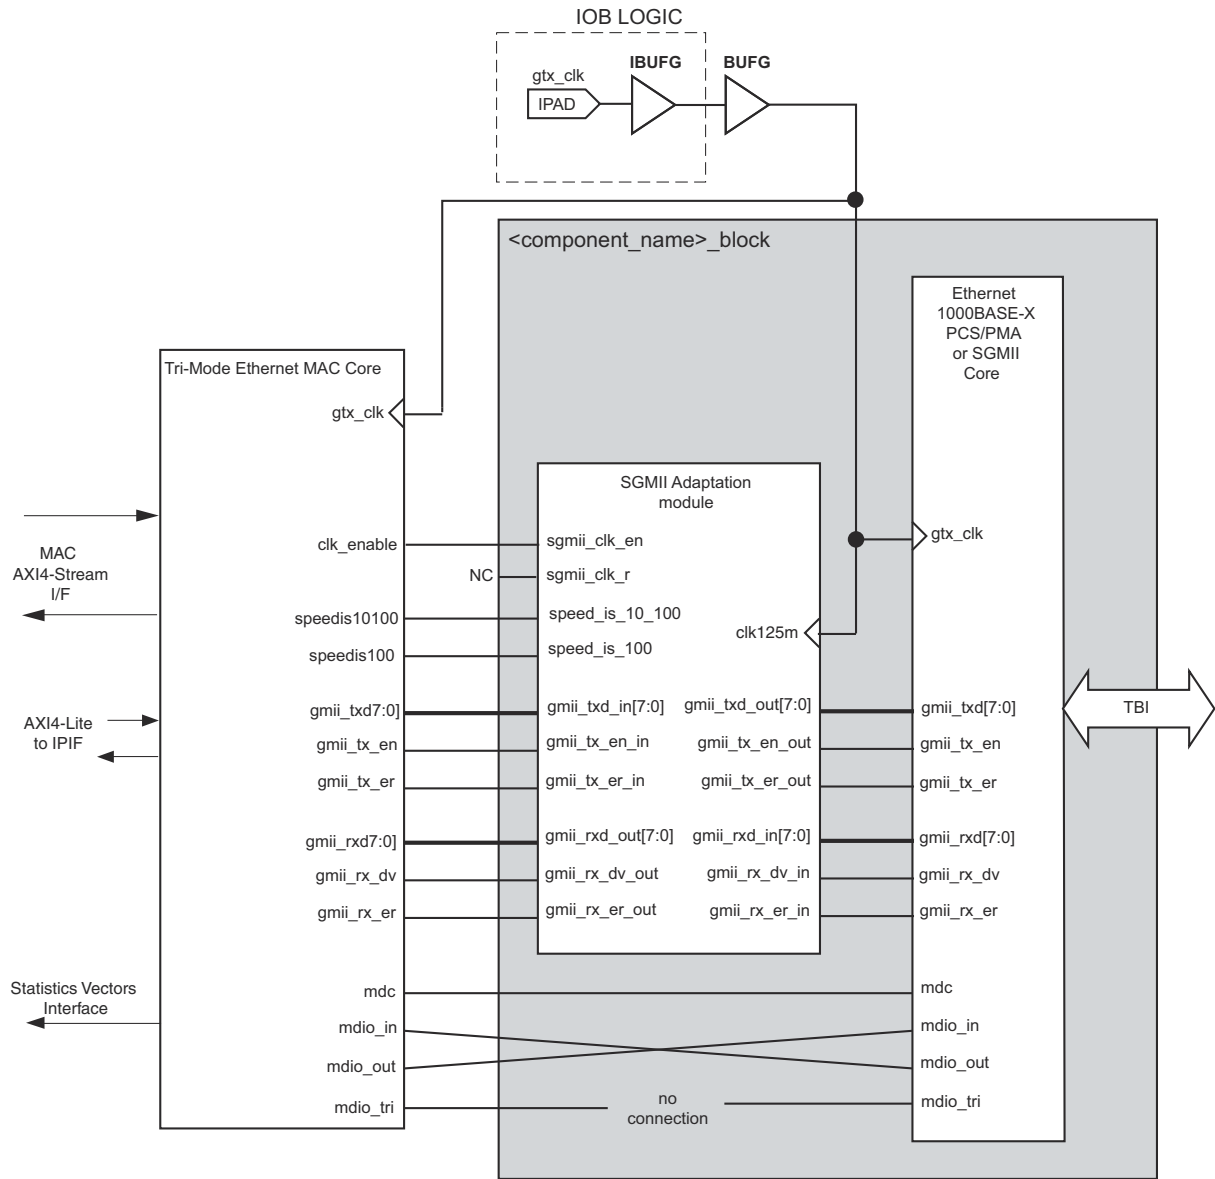 IOB LOGIC
gtx_clk
IBUFG
BUFG
IPAD
<component_name>_block
Ethernet
1000BASE-X
PCS/PMA
or SGMII
Core
Tri-Mode Ethernet MAC Core
gtx_clk
SGMII Adaptation
module
gtx_clk
clk_enable
sgmii_clk_en
MAC
AXI4-Stream
I/F
NC
sgmii_clk_r
speedis10100
speed_is_10_100
clk125m
speedis100
speed_is_100
gmii_txd7:0]
gmii_txd_in[7:0]
gmii_txd_out[7:0]
gmii_txd[7:0]
TBI
AXI4-Lite
to IPIF
gmii_tx_en
gmii_tx_en_in
gmii_tx_en_out
gmii_tx_en
gmii_tx_er
gmii_tx_er_in
gmii_tx_er_out
gmii_tx_er
gmii_rxd7:0]
gmii_rxd_out[7:0]
gmii_rxd_in[7:0]
gmii_rxd[7:0]
gmii_rx_dv
gmii_rx_dv_out
gmii_rx_dv_in
gmii_rx_dv
gmii_rx_er
gmii_rx_er_out
gmii_rx_er_in
gmii_rx_er
Statistics Vectors
Interface
mdc
mdc
mdio_in
mdio_in
mdio_out
mdio_out
mdio_tri
no
connection
mdio_tri